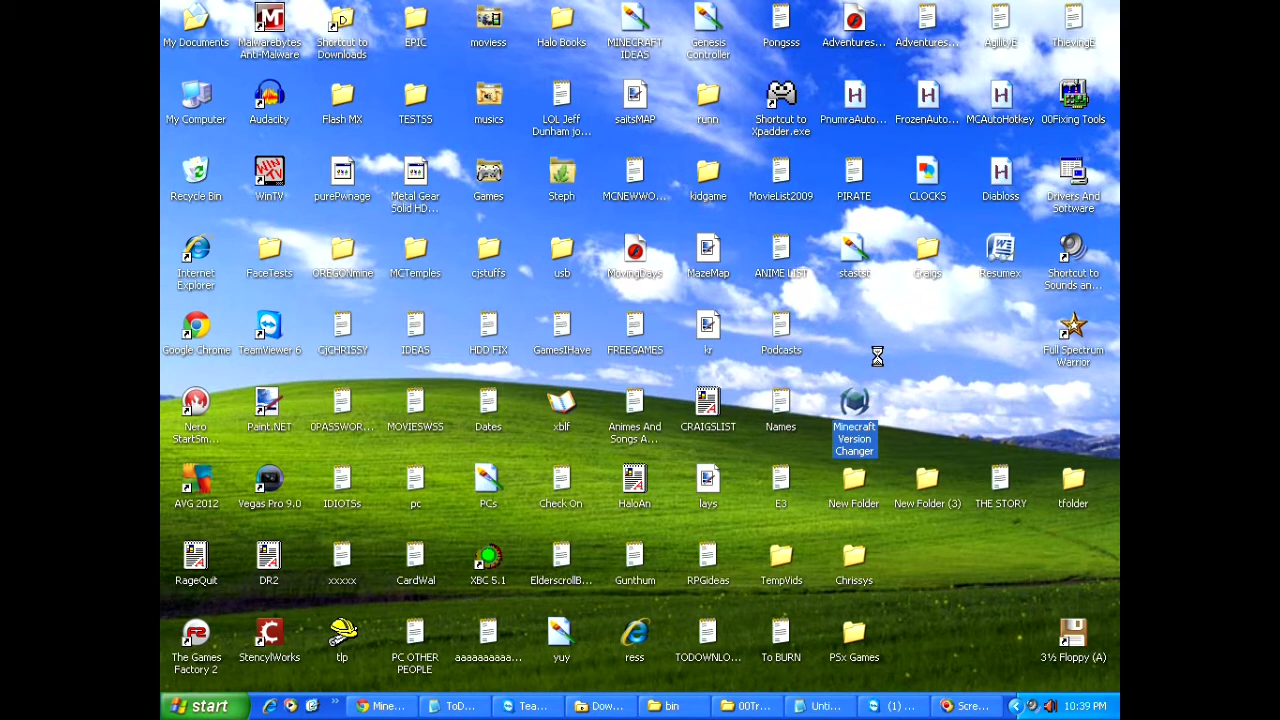 My Documents
Malwarebytes
Anti-Malware
D
Shortcut to
Downloads
EPIC
moviess
Halo Books
MINECRAFT
IDEAS
Genesis
Controller
Pongsss
Adventures...
Adventures...
AgilityE
ThievingE
My Computer
Audacity
Flash MX
TESTSS
musics
LOL Jeff
Dunham jo...
saitsMAP
runn
Shortcut to
Xpadder.exe
PnumraAuto...
FrozenAuto...
MCAutoHotkey
00Fixing Tools
Recycle Bin
WinTV
purePwnage
Metal Gear
Solid HD...
Games
Steph
MCNEWWO...
kidgame
MovieList2009
PIRATE
CLOCKS
Diabloss
Drivers And
Software
Internet
Explorer
FaceTests
OREGONmine
MCTemples
cjstuffs
usb
MovingDays
MazeMap
ANIME LIST
Craigs
Resumex
Shortcut to
Sounds an...
Google Chrome
TeamViewer 6
CjCHRISSY
IDEAS
HDD FIX
GamesIHave
FREEGAMES
kr
Podcasts
Full Spectrum
Warrior
Nero
StartSm...
Paint.NET
0PASSWOR...
MOVIESWSS
Dates
xblf
Animes And
Songs A...
CRAIGSLIST
Names
Minecraft
Version
Changer
AVG 2012
Vegas Pro 9.0
IDIOTSs
pc
PCs
Check On
HaloAn
lays
E3
New Folder
New Folder (3)
THE STORY
tfolder
RageQuit
DR2
xxxxx
CardWal
XBC 5.1
ElderscrollB...
Gunthum
RPGideas
TempVids
Chrissys
The Games
Factory 2
StencylWorks
tlp
PC OTHER
PEOPLE
aaaaaaaaaa...
yuy
ress
TODOWNLO...
To BURN
PSx Games
3½ Floppy (A)
start
Mine...
ToD...
Tea...
Dow...
bin
00Tr...
Unti...
(1) ...
Scre...
10:39 PM